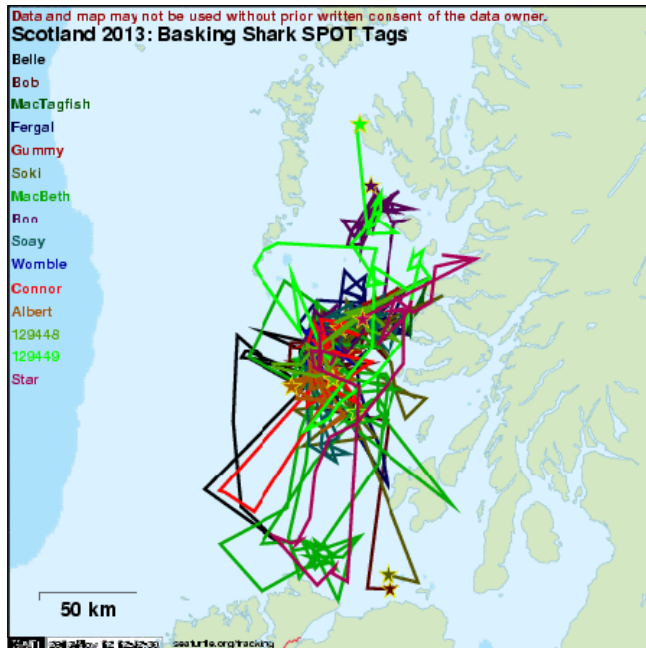 Data and map may not be used without prior written consent of the data owner.
Scotland 2013: Basking Shark SPOT Tags
Belle
Bob
MacTagfish
Fergal
Gummy
Soki
MacBeth
Boo
Soay
Womble
Connor
Albert
129448
129449
Star
50 km
seaturtle.org/tracking